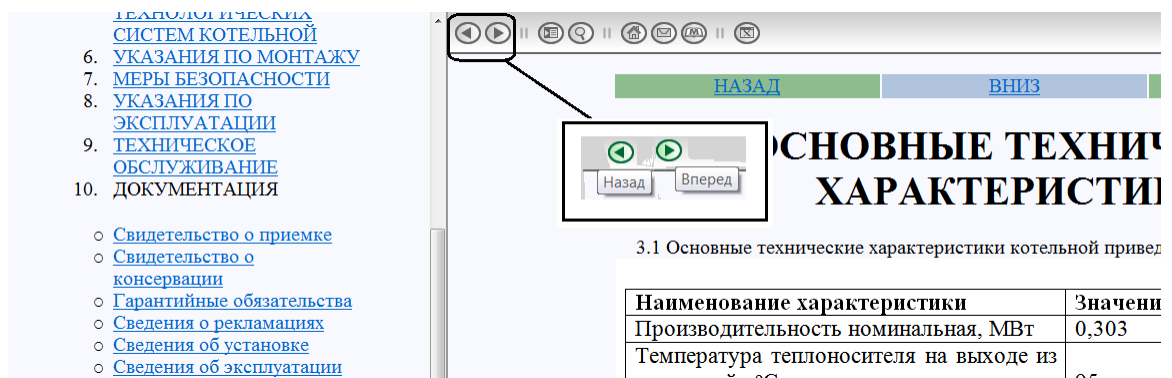 ТЕХНОЛОГИЧЕСКИХ
СИСТЕМ КОТЕЛЬНОЙ
6. УКАЗАНИЯ ПО МОНТАЖУ
7. МЕРЫ БЕЗОПАСНОСТИ
8. УКАЗАНИЯ ПО
ЭКСПЛУАТАЦИИ
9. ТЕХНИЧЕСКОЕ
ОБСЛУЖИВАНИЕ
10. ДОКУМЕНТАЦИЯ
Свидетельство о приемке
Свидетельство о
консервации
Гарантийные обязательства
Сведения о рекламациях
Сведения об установке
Сведения об эксплуатации
НАЗАД ВНИЗ
Назад Вперед
ОСНОВНЫЕ ТЕХНИЧ
ХАРАКТЕРИСТИ
3.1 Основные технические характеристики котельной привед
Наименование характеристики Значени
Производительность номинальная, МВт 0,303
Температура теплоносителя на выходе из